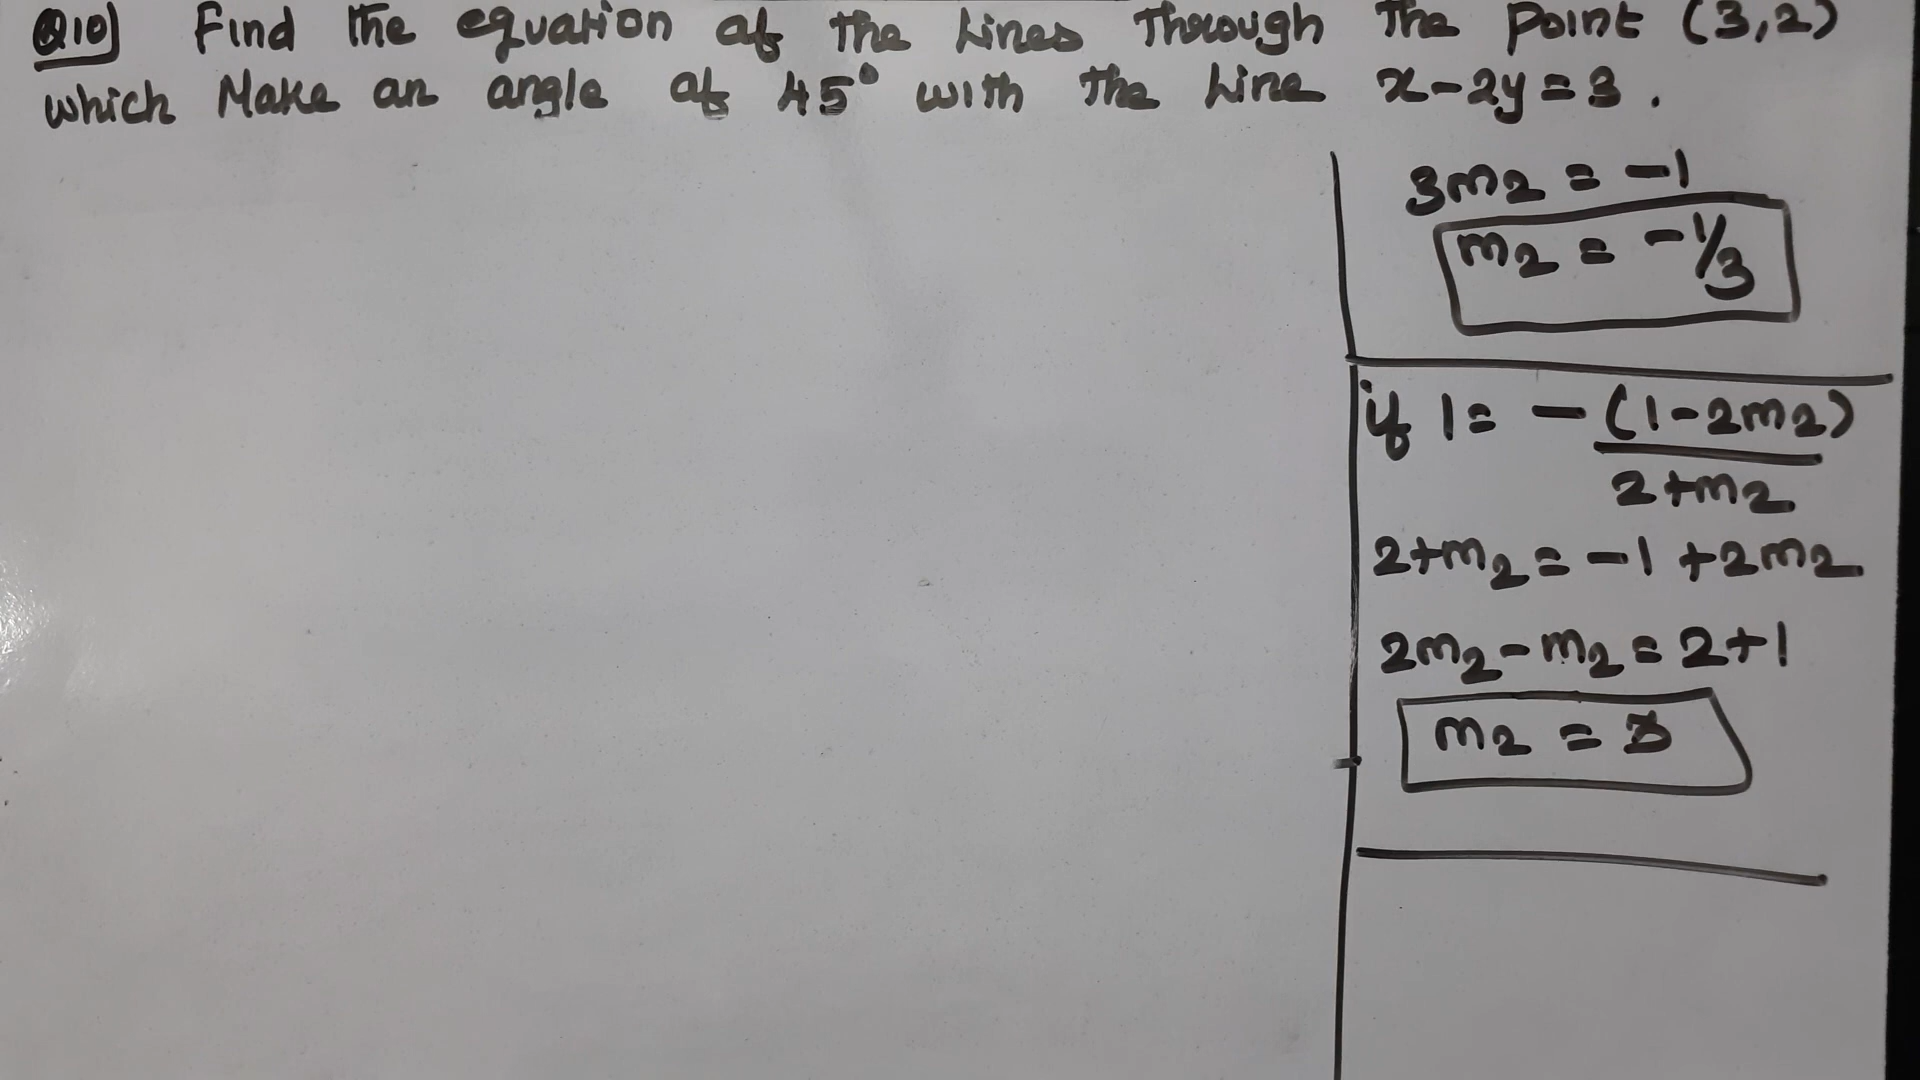 Q10) Find the equation of the Lines Through The Point (3,2)
which Make an angle of 45° with The Line x-2y=3.
3m2 = -1
m2 = -1/3
if 1 = -(1-2m2)
2+m2
2+m2 = -1+2m2
2m2-m2 = 2+1
m2 = 3